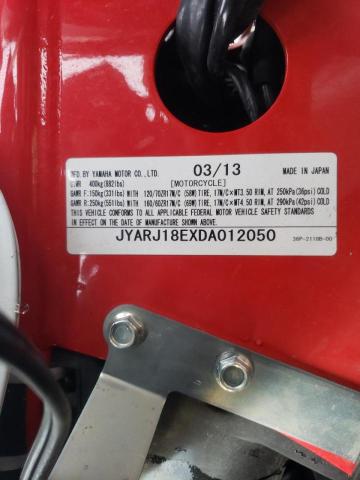 MFD. BY YAMAHA MOTOR CO., LTD. 03/13 MADE IN JAPAN
GVWR 400kg(882lbs) [MOTORCYCLE]
GAWR F:150kg(331lbs) WITH 120/70ZR17M/C (58W) TIRE, 17M/C×MT3.50 RIM, AT 250kPa(36psi) COLD
GAWR R:250kg(551lbs) WITH 160/60ZR17M/C (69W) TIRE, 17M/C×MT4.50 RIM, AT 290kPa(42psi) COLD
THIS VEHICLE CONFORMS TO ALL APPLICABLE FEDERAL MOTOR VEHICLE SAFETY STANDARDS
IN EFFECT ON THE DATE OF MANUFACTURE SHOWN ABOVE.
JYARJ18EXDA012050
36P-2118B-00